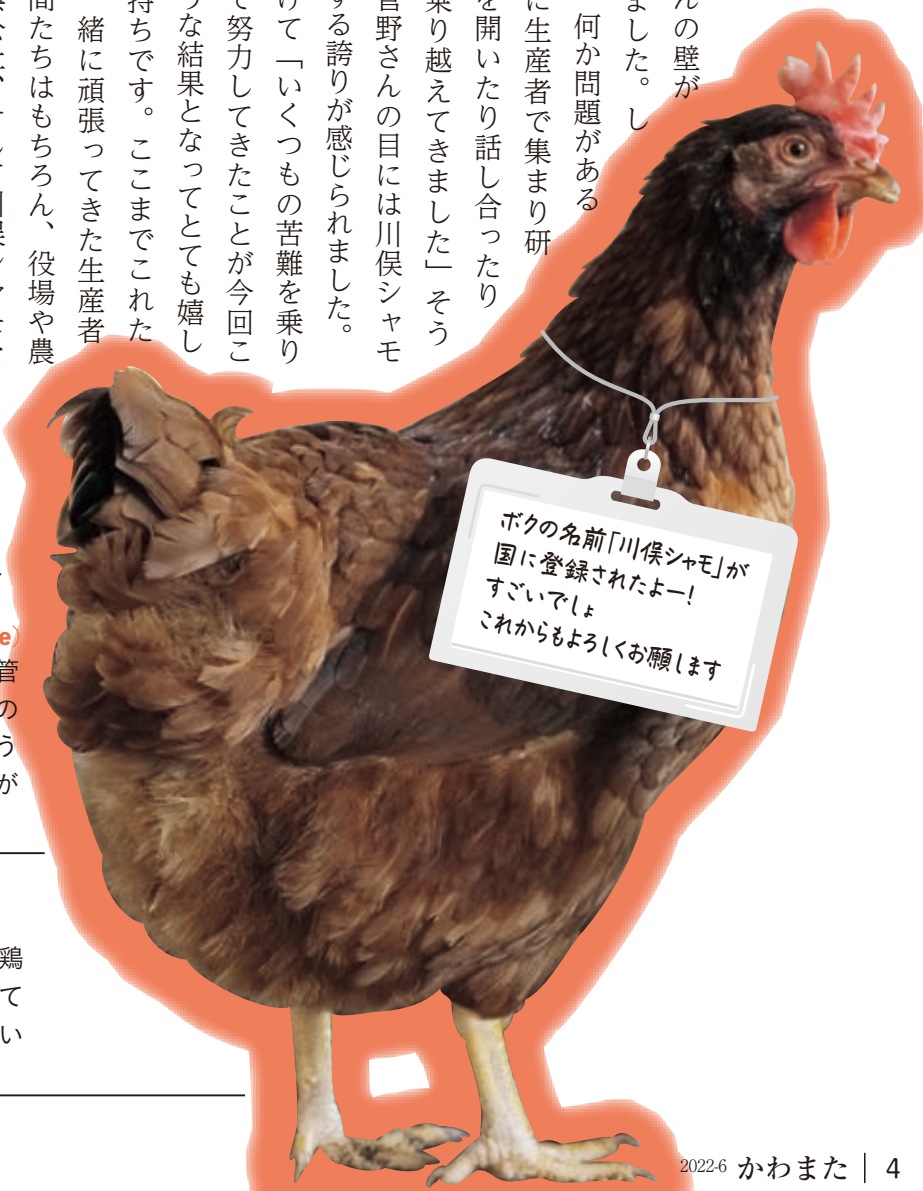 んの壁が
ました。し
何か問題がある
に生産者で集まり研
を開いたり話し合ったり
乗り越えてきました」そう
菅野さんの目には川俣シャモ
する誇りが感じられました。
けて「いくつもの苦難を乗り
て努力してきたことが今回こ
うな結果となってとても嬉し
持ちです。ここまでこれた
緒に頑張ってきた生産者
間たちはもちろん、役場や農
ボクの名前「川俣シャモ」が
国に登録されたよー!
すごいでしょ
これからもよろしくお願します
e)
管
の
う
が
鶏
て
い
2022-6 かわまた | 4